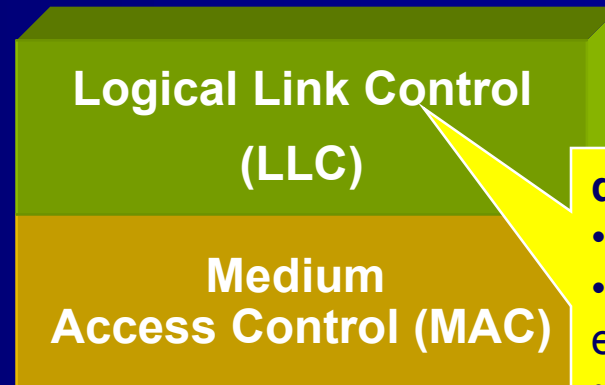 Logical Link Control
(LLC)
Medium
Access Control (MAC)
•
•